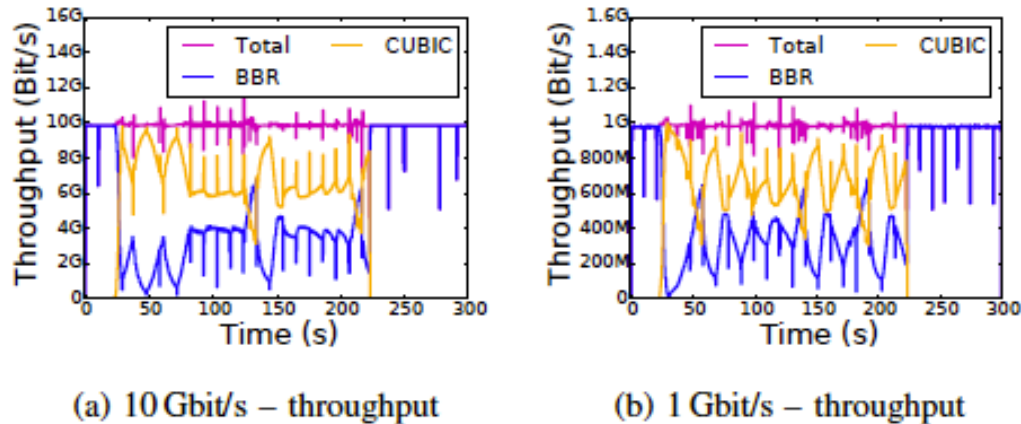 16G
14G
12G
10G
8G
6G
4G
2G
0
Throughput (Bit/s)
Total
CUBIC
BBR
0 50 100 150 200 250 300
Time (s)
(a) 10 Gbit/s – throughput
1.6G
1.4G
1.2G
1G
800M
600M
400M
200M
0
Throughput (Bit/s)
Total
CUBIC
BBR
0 50 100 150 200 250 300
Time (s)
(b) 1 Gbit/s – throughput